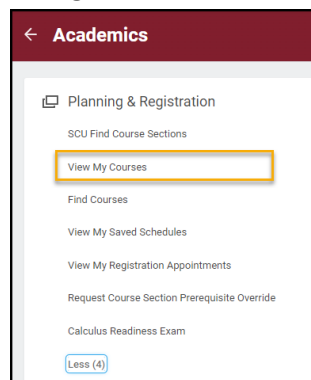 Academics
Planning & Registration
SCU Find Course Sections
View My Courses
Find Courses
View My Saved Schedules
View My Registration Appointments
Request Course Section Prerequisite Override
Calculus Readiness Exam
Less (4)